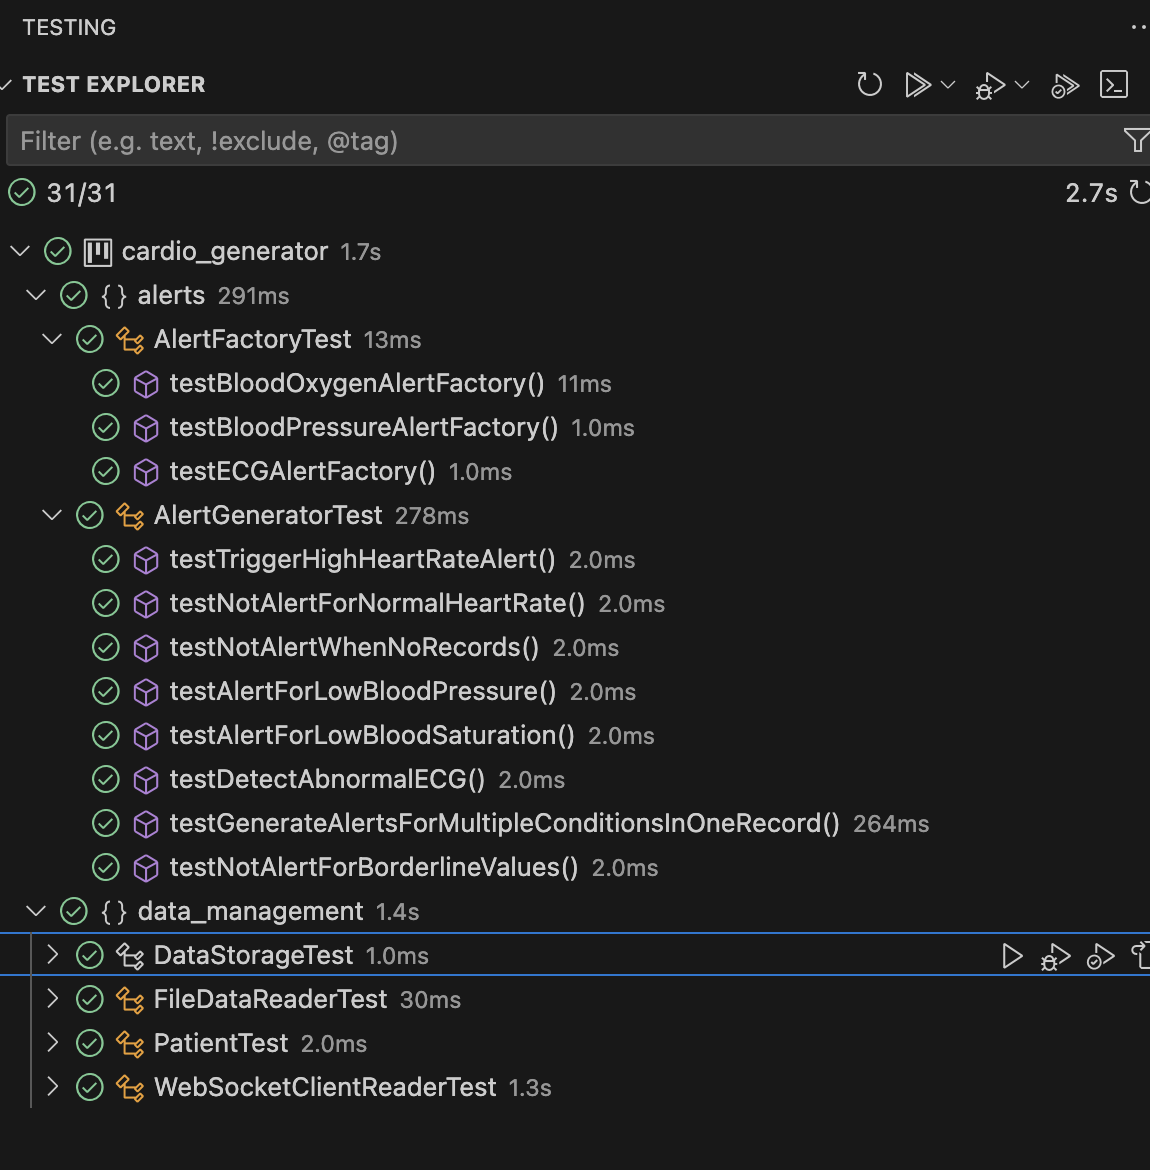 TESTING
TEST EXPLORER
Filter (e.g. text, !exclude, @tag)
31/31 2.7s
cardio_generator 1.7s
{} alerts 291ms
AlertFactoryTest 13ms
testBloodOxygenAlertFactory() 11ms
testBloodPressureAlertFactory() 1.0ms
testECGAlertFactory() 1.0ms
AlertGeneratorTest 278ms
testTriggerHighHeartRateAlert() 2.0ms
testNotAlertForNormalHeartRate() 2.0ms
testNotAlertWhenNoRecords() 2.0ms
testAlertForLowBloodPressure() 2.0ms
testAlertForLowBloodSaturation() 2.0ms
testDetectAbnormalECG() 2.0ms
testGenerateAlertsForMultipleConditionsInOneRecord() 264ms
testNotAlertForBorderlineValues() 2.0ms
{} data_management 1.4s
DataStorageTest 1.0ms
FileDataReaderTest 30ms
PatientTest 2.0ms
WebSocketClientReaderTest 1.3s